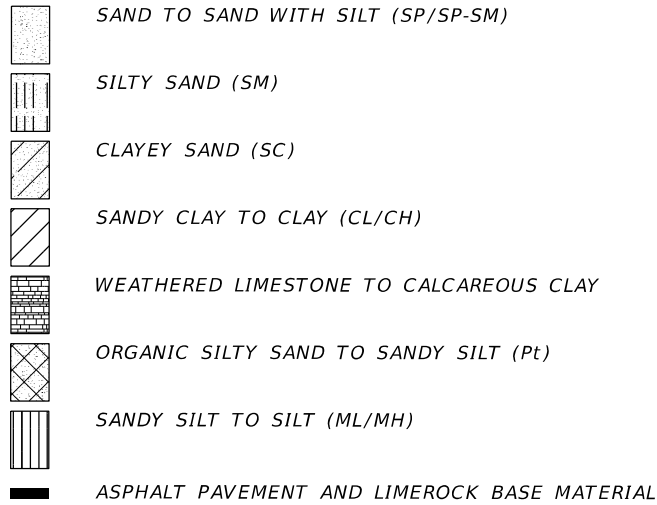 SAND TO SAND WITH SILT (SP/SP-SM)
SILTY SAND (SM)
CLAYEY SAND (SC)
SANDY CLAY TO CLAY (CL/CH)
WEATHERED LIMESTONE TO CALCAREOUS CLAY
ORGANIC SILTY SAND TO SANDY SILT (Pt)
SANDY SILT TO SILT (ML/MH)
ASPHALT PAVEMENT AND LIMEROCK BASE MATERIAL